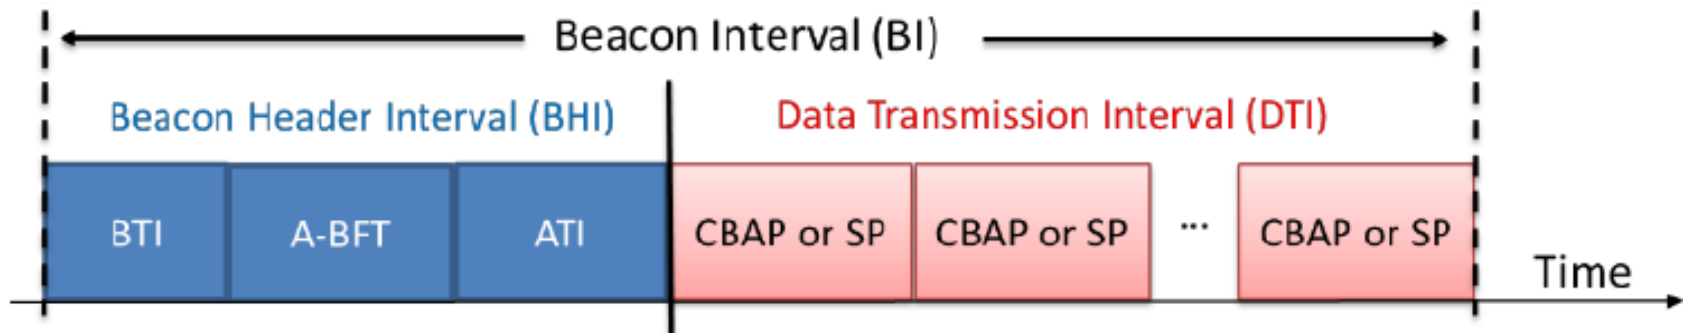 Beacon Interval (BI)
Beacon Header Interval (BHI)
Data Transmission Interval (DTI)
BTI
A-BFT
ATI
CBAP or SP
CBAP or SP
...
CBAP or SP
Time